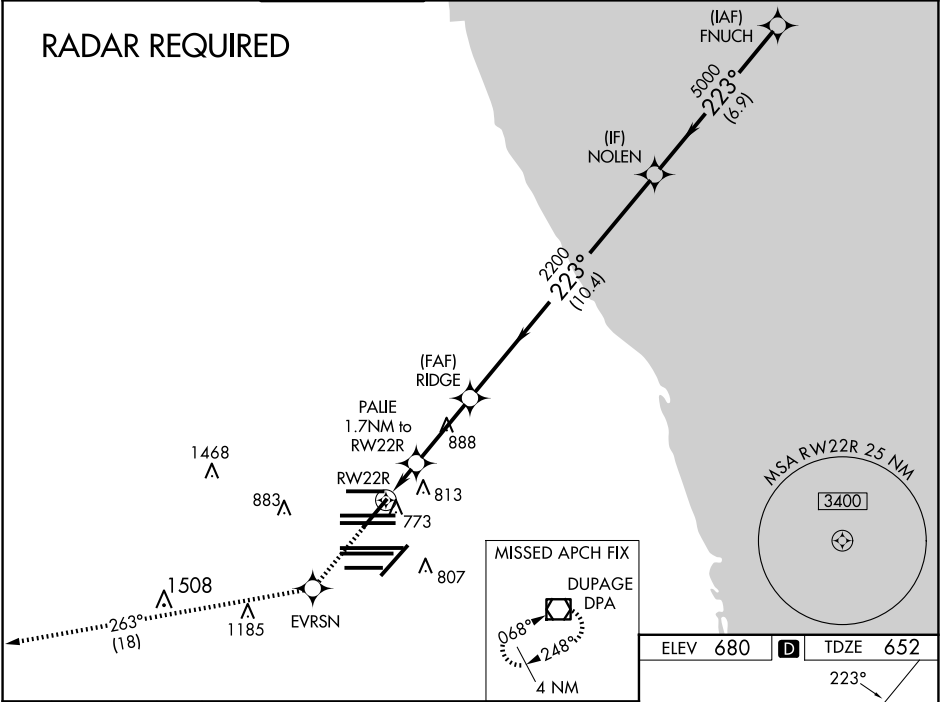 RADAR REQUIRED
(IAF)
FNUCH
5000
223°
(6.9)
(IF)
NOLEN
2200
223°
(10.4)
(FAF)
RIDGE
PALIE
1.7NM to
RW22R
888
1468
RW22R
813
883
773
MSA RW22R 25 NM
3400
807
1508
EVRSN
1185
263°
(18)
MISSED APCH FIX
DUPAGE
DPA
068°
248°
4 NM
ELEV 680 D TDZE 652
223°